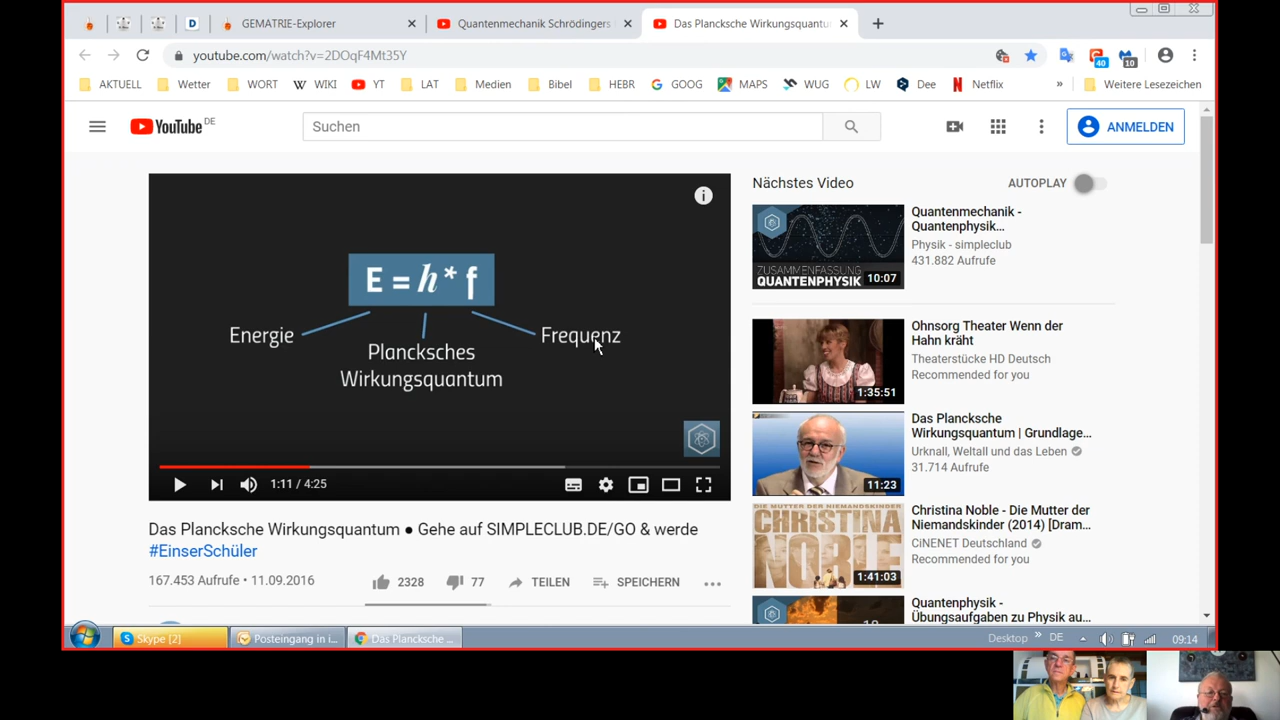 GEMATRIE-Explorer
Quantenmechanik Schrödingers
Das Plancksche Wirkungsquantu
youtube.com/watch?v=2DOqF4Mt35Y
40
10
AKTUELL
Wetter
WORT
WIKI
YT
LAT
Medien
Bibel
HEBR
GOOG
MAPS
WUG
LW
Dee
Netflix
»
Weitere Lesezeichen
YouTube DE
Suchen
ANMELDEN
E = h * f
Energie
Plancksches
Wirkungsquantum
Frequenz
1:11 / 4:25
Das Plancksche Wirkungsquantum ● Gehe auf SIMPLECLUB.DE/GO & werde
#EinserSchüler
167.453 Aufrufe • 11.09.2016
2328
77
TEILEN
SPEICHERN
Nächstes Video
AUTOPLAY
ZUSAMMENFASSUNG
QUANTENPHYSIK
10:07
Quantenmechanik -
Quantenphysik...
Physik - simpleclub
431.882 Aufrufe
1:35:51
Ohnsorg Theater Wenn der
Hahn kräht
Theaterstücke HD Deutsch
Recommended for you
11:23
Das Plancksche
Wirkungsquantum | Grundlage...
Urknall, Weltall und das Leben
31.714 Aufrufe
DIE MUTTER DER NIEMANDSKINDER
CHRISTINA
NOBLE
1:41:03
Christina Noble - Die Mutter der
Niemandskinder (2014) [Dram...
CiNENET Deutschland
Recommended for you
Quantenphysik -
Übungsaufgaben zu Physik au...
Skype [2]
Posteingang in i...
Das Plancksche ...
Desktop »
DE
09:14